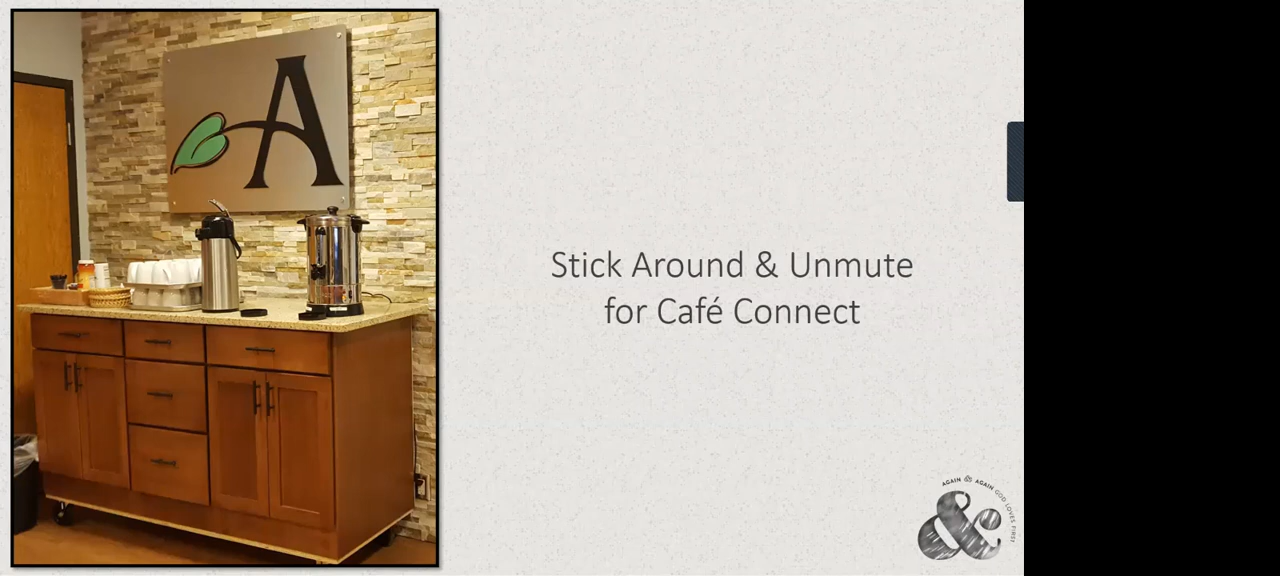 A
Stick Around & Unmute
for Café Connect
AGAIN & AGAIN GOD LOVES FIRST
&